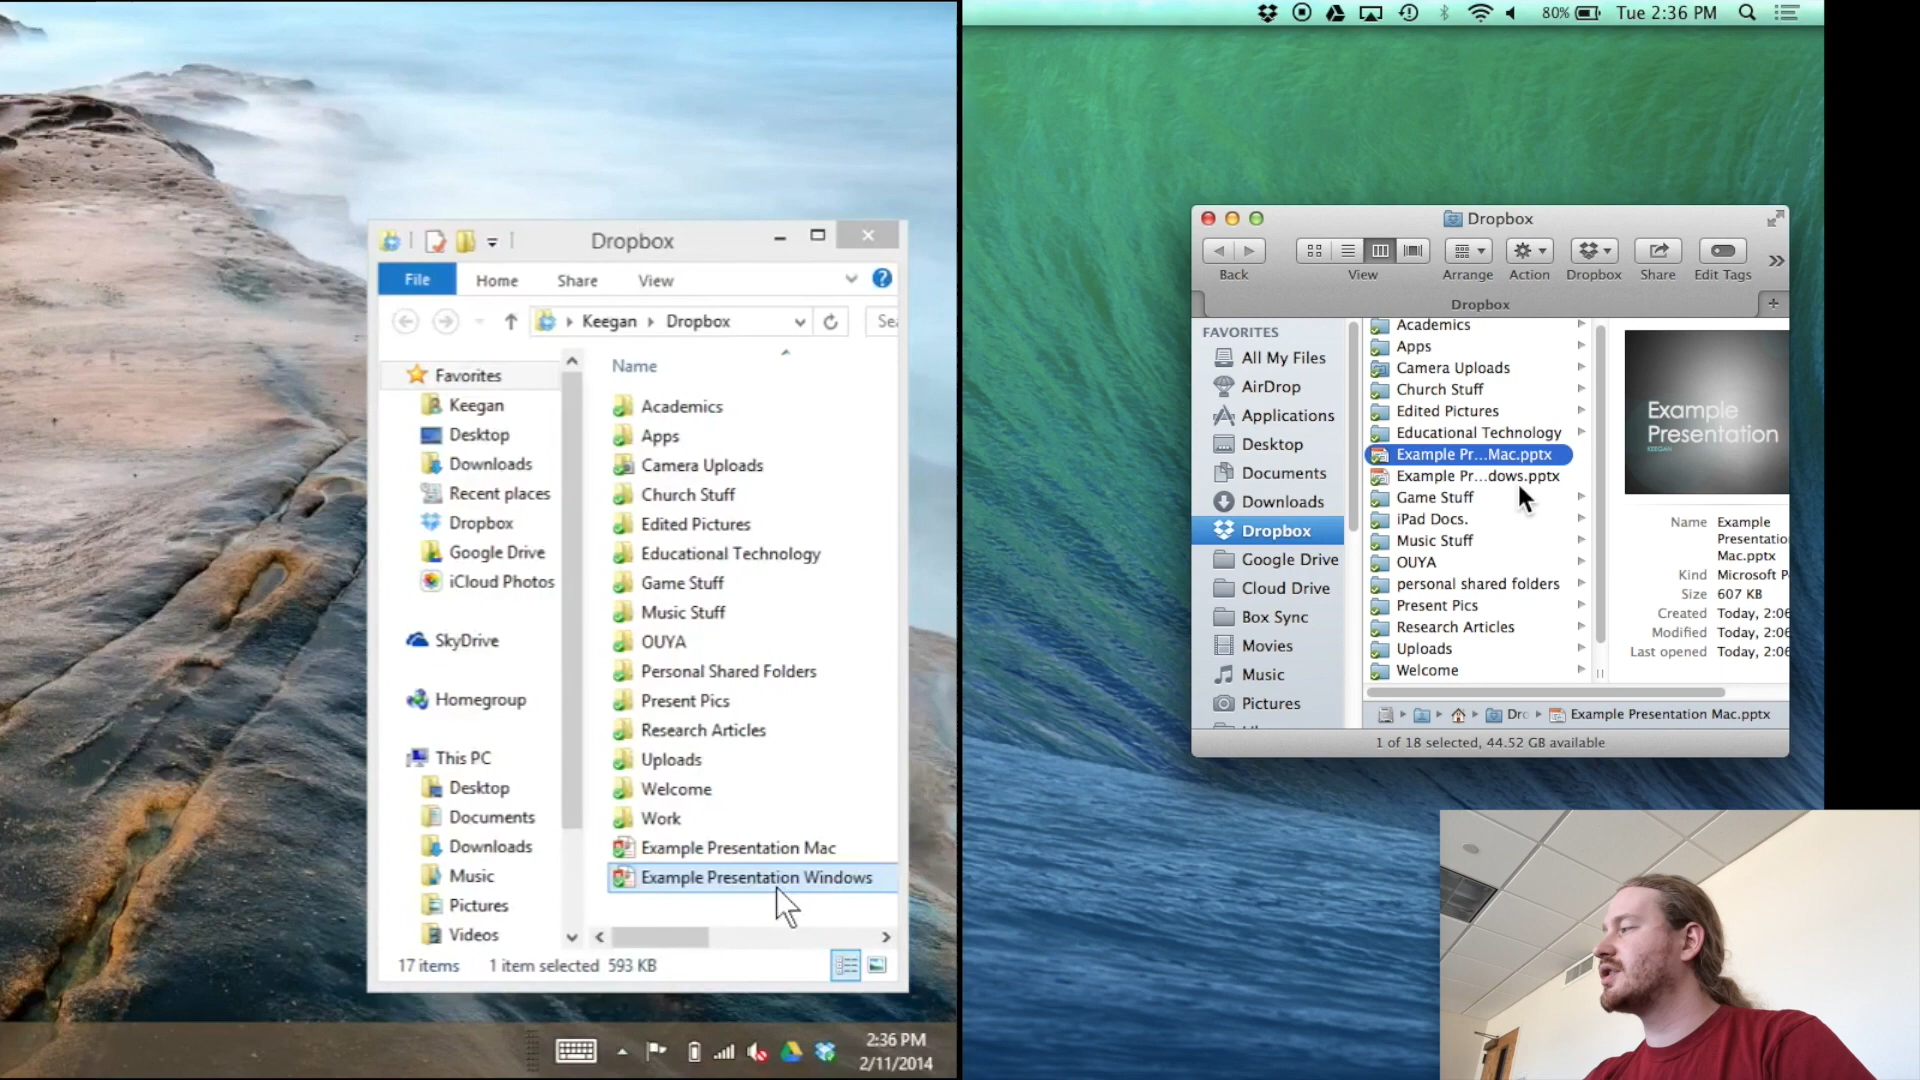 Dropbox
File
Home
Share
View
Keegan
Dropbox
Name
Favorites
Keegan
Desktop
Downloads
Recent places
Dropbox
Google Drive
iCloud Photos
SkyDrive
Homegroup
This PC
Desktop
Documents
Downloads
Music
Pictures
Videos
Academics
Apps
Camera Uploads
Church Stuff
Edited Pictures
Educational Technology
Game Stuff
Music Stuff
OUYA
Personal Shared Folders
Present Pics
Research Articles
Uploads
Welcome
Work
Example Presentation Mac
Example Presentation Windows
17 items 1 item selected 593 KB
2:36 PM
2/11/2014
80% Tue 2:36 PM
Dropbox
Back View Arrange Action Dropbox Share Edit Tags
Dropbox
FAVORITES
All My Files
AirDrop
Applications
Desktop
Documents
Downloads
Dropbox
Google Drive
Cloud Drive
Box Sync
Movies
Music
Pictures
Academics
Apps
Camera Uploads
Church Stuff
Edited Pictures
Educational Technology
Example Pr...Mac.pptx
Example Pr...dows.pptx
Game Stuff
iPad Docs.
Music Stuff
OUYA
personal shared folders
Present Pics
Research Articles
Uploads
Welcome
Example
Presentation
KEEGAN
Name Example
Presentation
Mac.pptx
Kind Microsoft P
Size 607 KB
Created Today, 2:06
Modified Today, 2:06
Last opened Today, 2:06
Example Presentation Mac.pptx
1 of 18 selected, 44.52 GB available